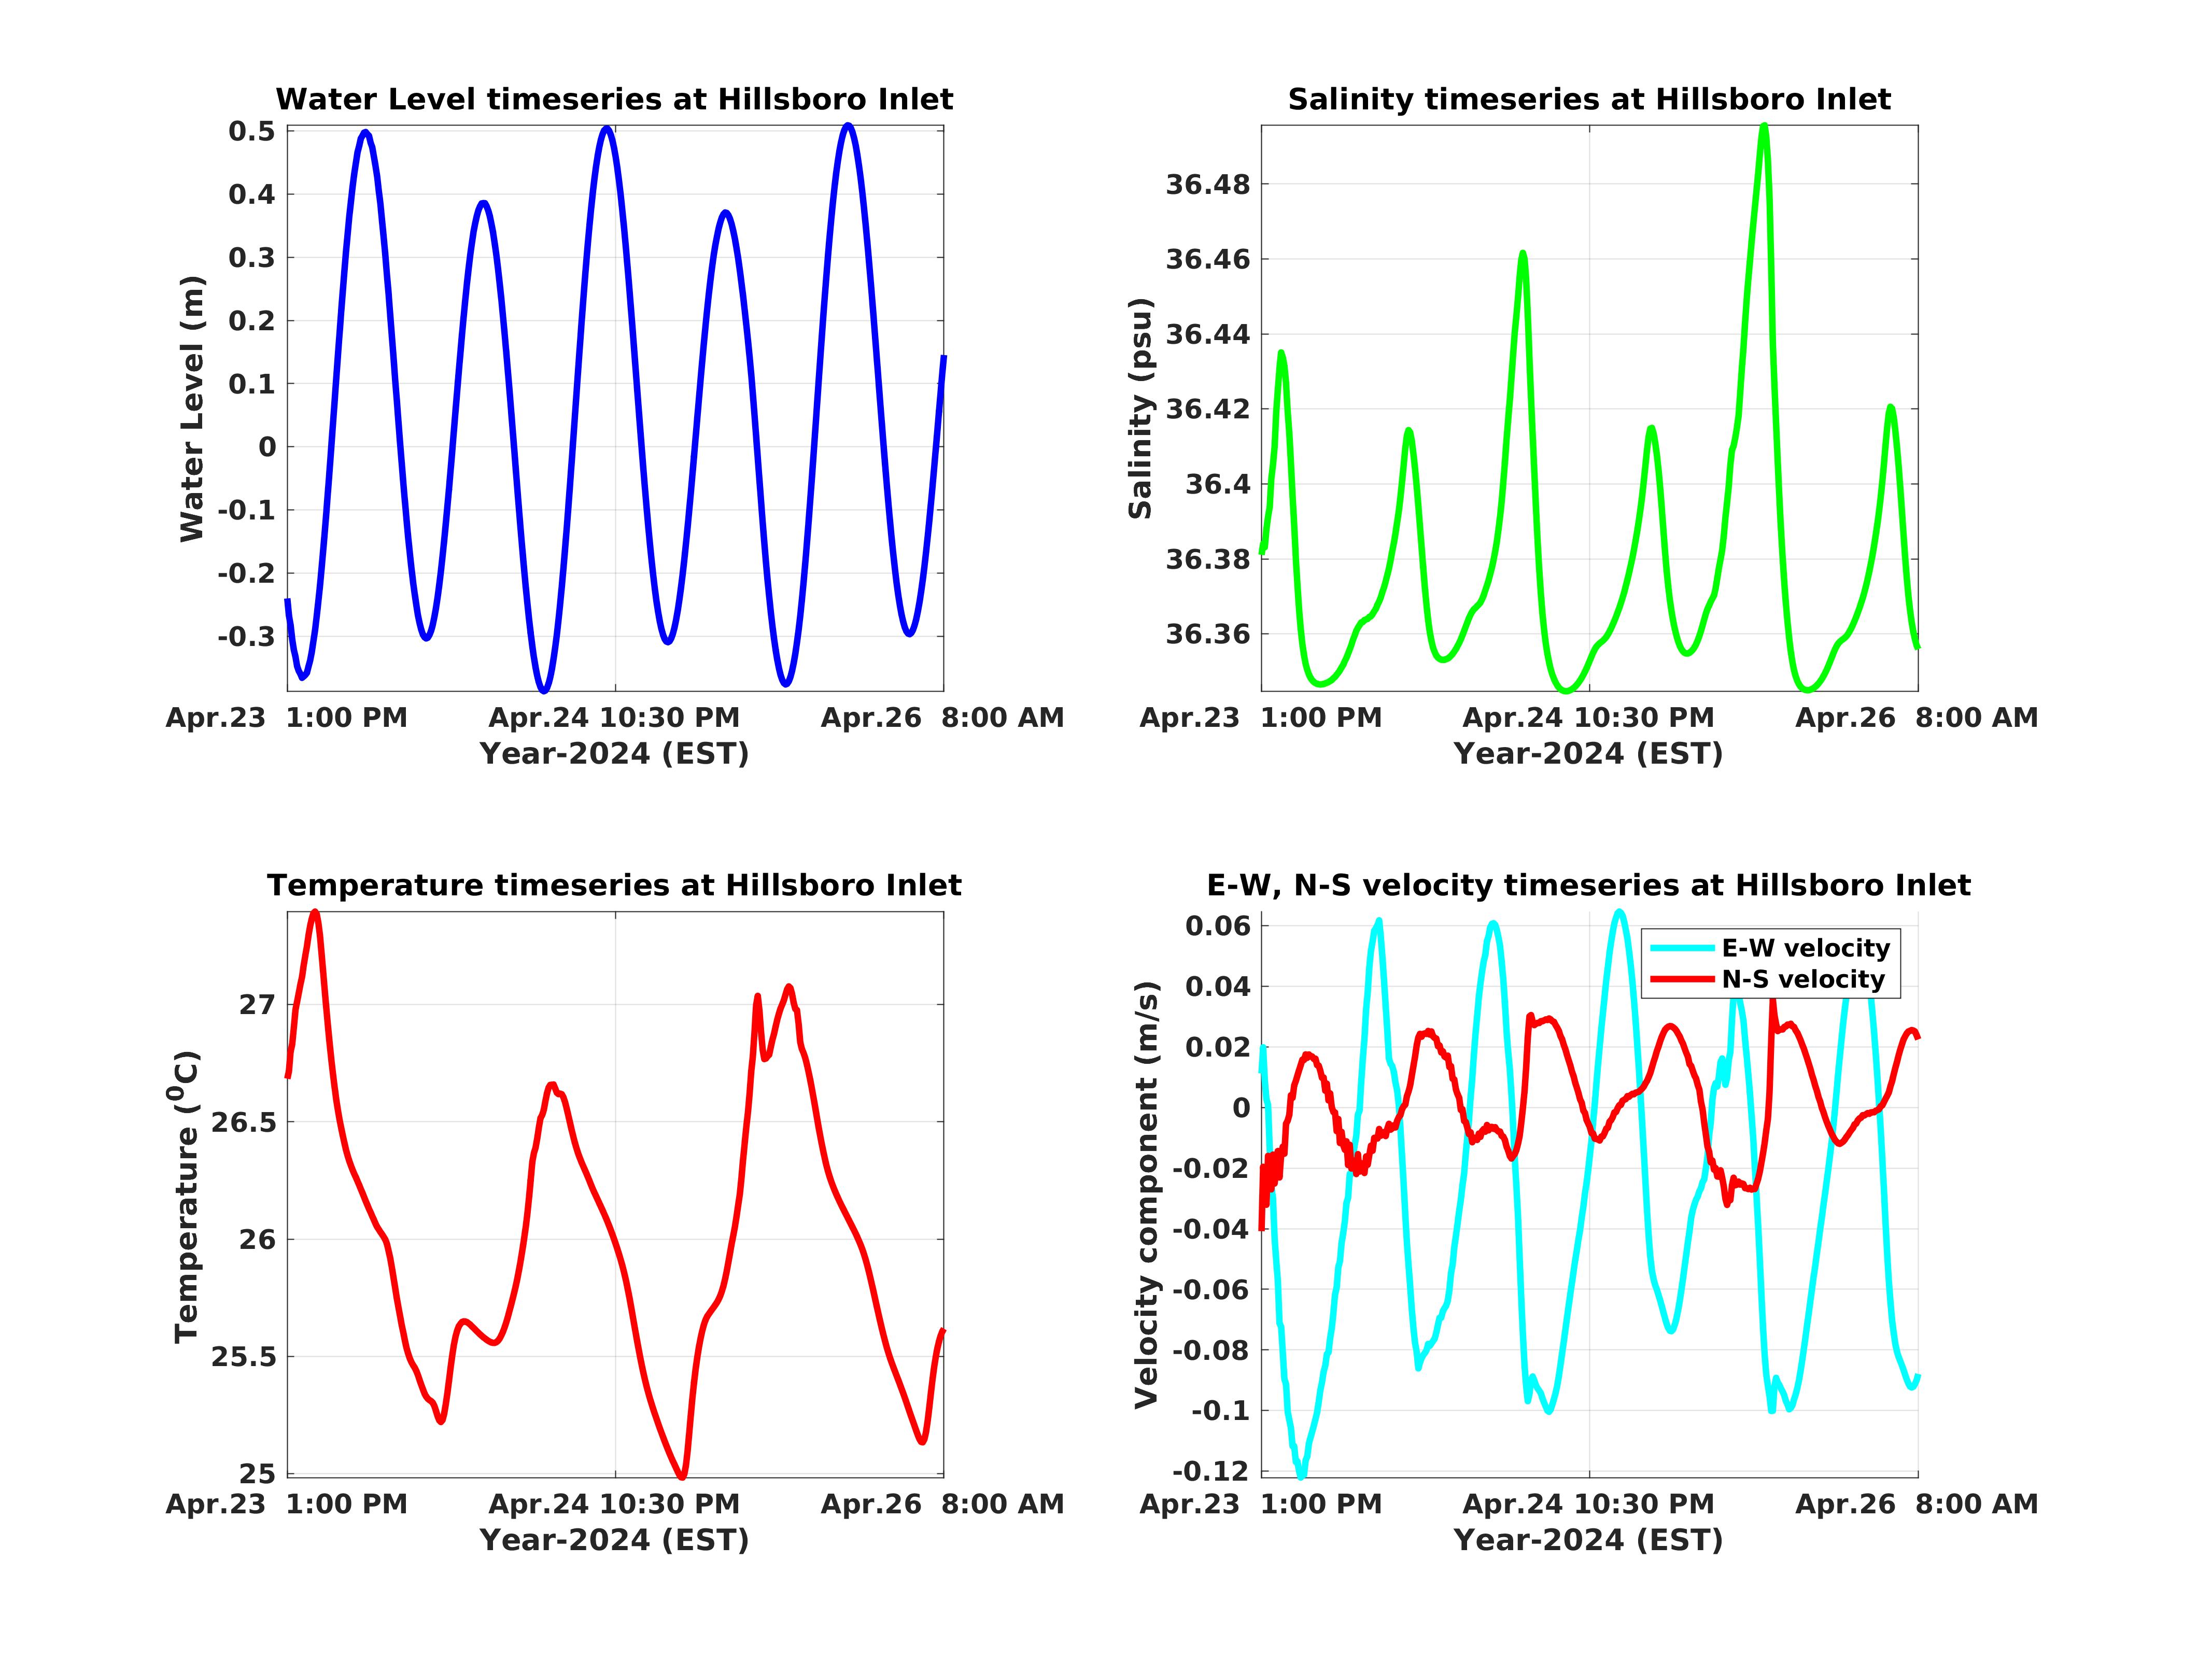 Water Level timeseries at Hillsboro Inlet
Water Level (m)
0.5
0.4
0.3
0.2
0.1
0
-0.1
-0.2
-0.3
Apr.23 1:00 PM
Apr.24 10:30 PM
Apr.26 8:00 AM
Year-2024 (EST)
Salinity timeseries at Hillsboro Inlet
Salinity (psu)
36.48
36.46
36.44
36.42
36.4
36.38
36.36
Apr.23 1:00 PM
Apr.24 10:30 PM
Apr.26 8:00 AM
Year-2024 (EST)
Temperature timeseries at Hillsboro Inlet
Temperature (⁰C)
27
26.5
26
25.5
25
Apr.23 1:00 PM
Apr.24 10:30 PM
Apr.26 8:00 AM
Year-2024 (EST)
E-W, N-S velocity timeseries at Hillsboro Inlet
Velocity component (m/s)
0.06
0.04
0.02
0
-0.02
-0.04
-0.06
-0.08
-0.1
-0.12
E-W velocity
N-S velocity
Apr.23 1:00 PM
Apr.24 10:30 PM
Apr.26 8:00 AM
Year-2024 (EST)